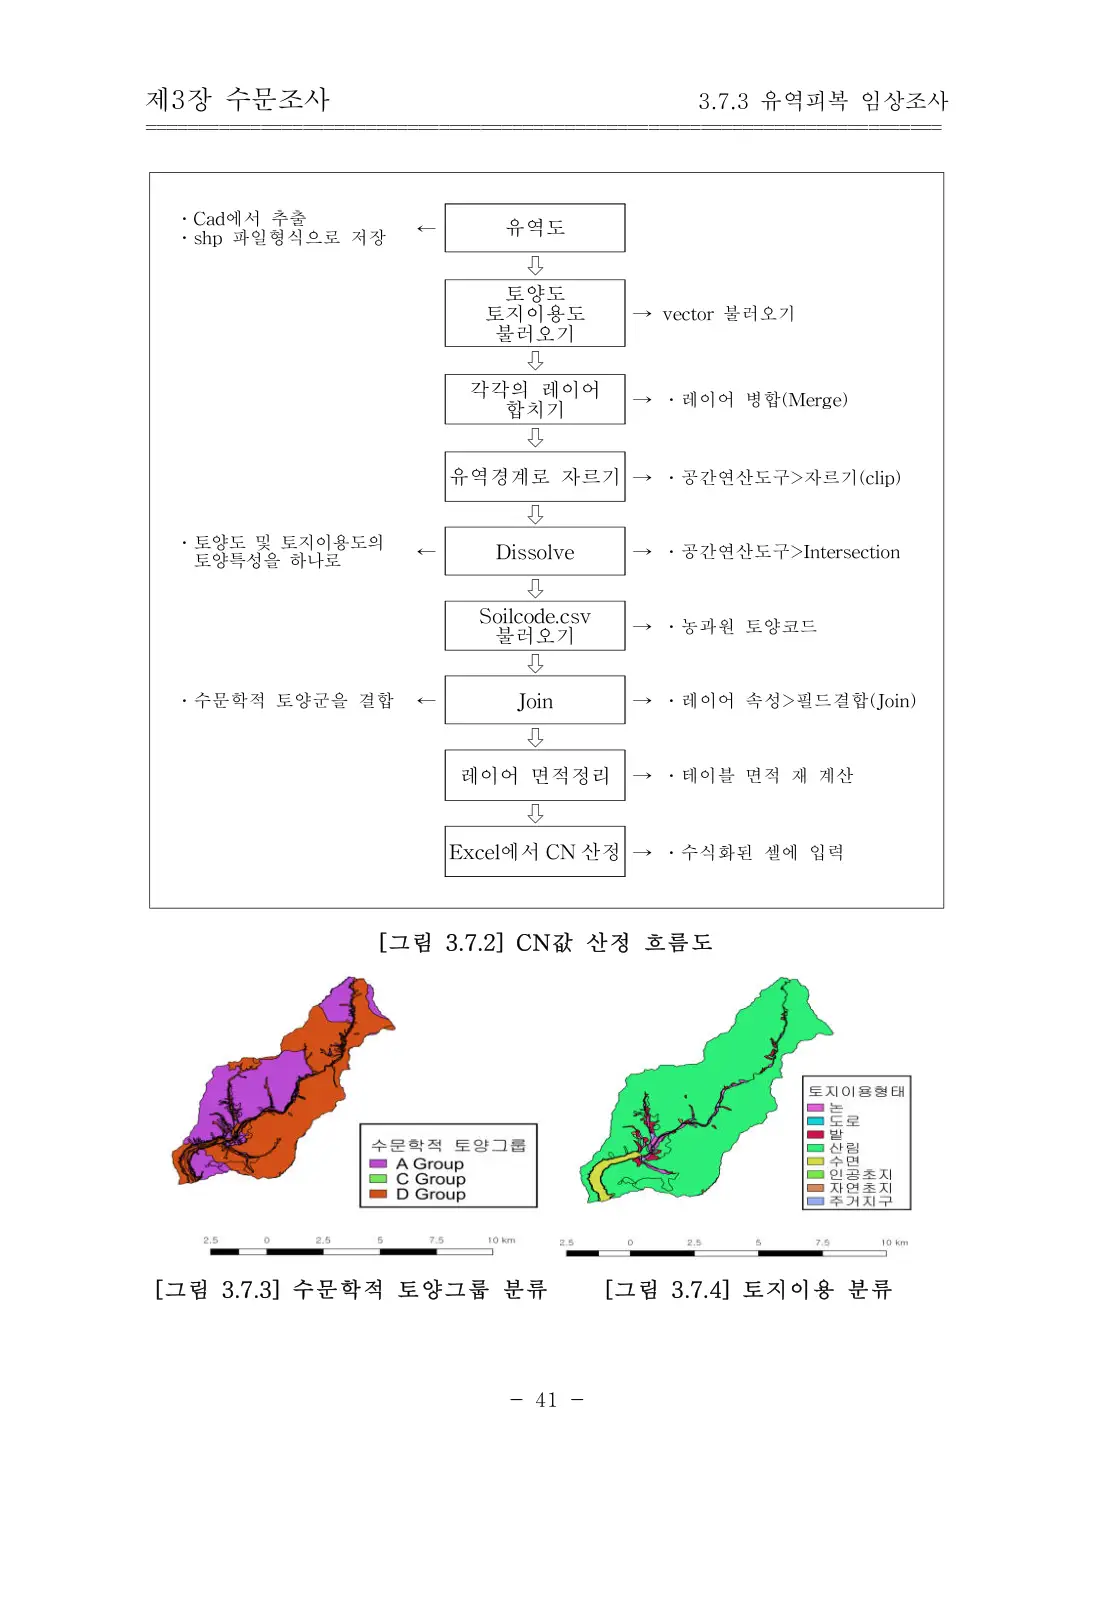 제3장 수문조사
3.7.3 유역피복 임상조사
================================================================================
· Cad에서 추출
· shp 파일형식으로 저장
←
유역도
⇩
토양도
토지이용도
불러오기
→ vector 불러오기
⇩
각각의 레이어
합치기
→ · 레이어 병합(Merge)
⇩
유역경계로 자르기
→ · 공간연산도구>자르기(clip)
⇩
· 토양도 및 토지이용도의
토양특성을 하나로
←
Dissolve
→ · 공간연산도구>Intersection
⇩
Soilcode.csv
불러오기
→ · 농과원 토양코드
⇩
· 수문학적 토양군을 결합
←
Join
→ · 레이어 속성>필드결합(Join)
⇩
레이어 면적정리
→ · 테이블 면적 재 계산
⇩
Excel에서 CN 산정
→ · 수식화된 셀에 입력
[그림 3.7.2] CN값 산정 흐름도
수문학적 토양그룹
A Group
C Group
D Group
2.5 0 2.5 5 7.5 10 km
토지이용형태
논
도로
밭
산림
수면
인공초지
자연초지
주거지구
2.5 0 2.5 5 7.5 10 km
[그림 3.7.3] 수문학적 토양그룹 분류
[그림 3.7.4] 토지이용 분류
- 41 -